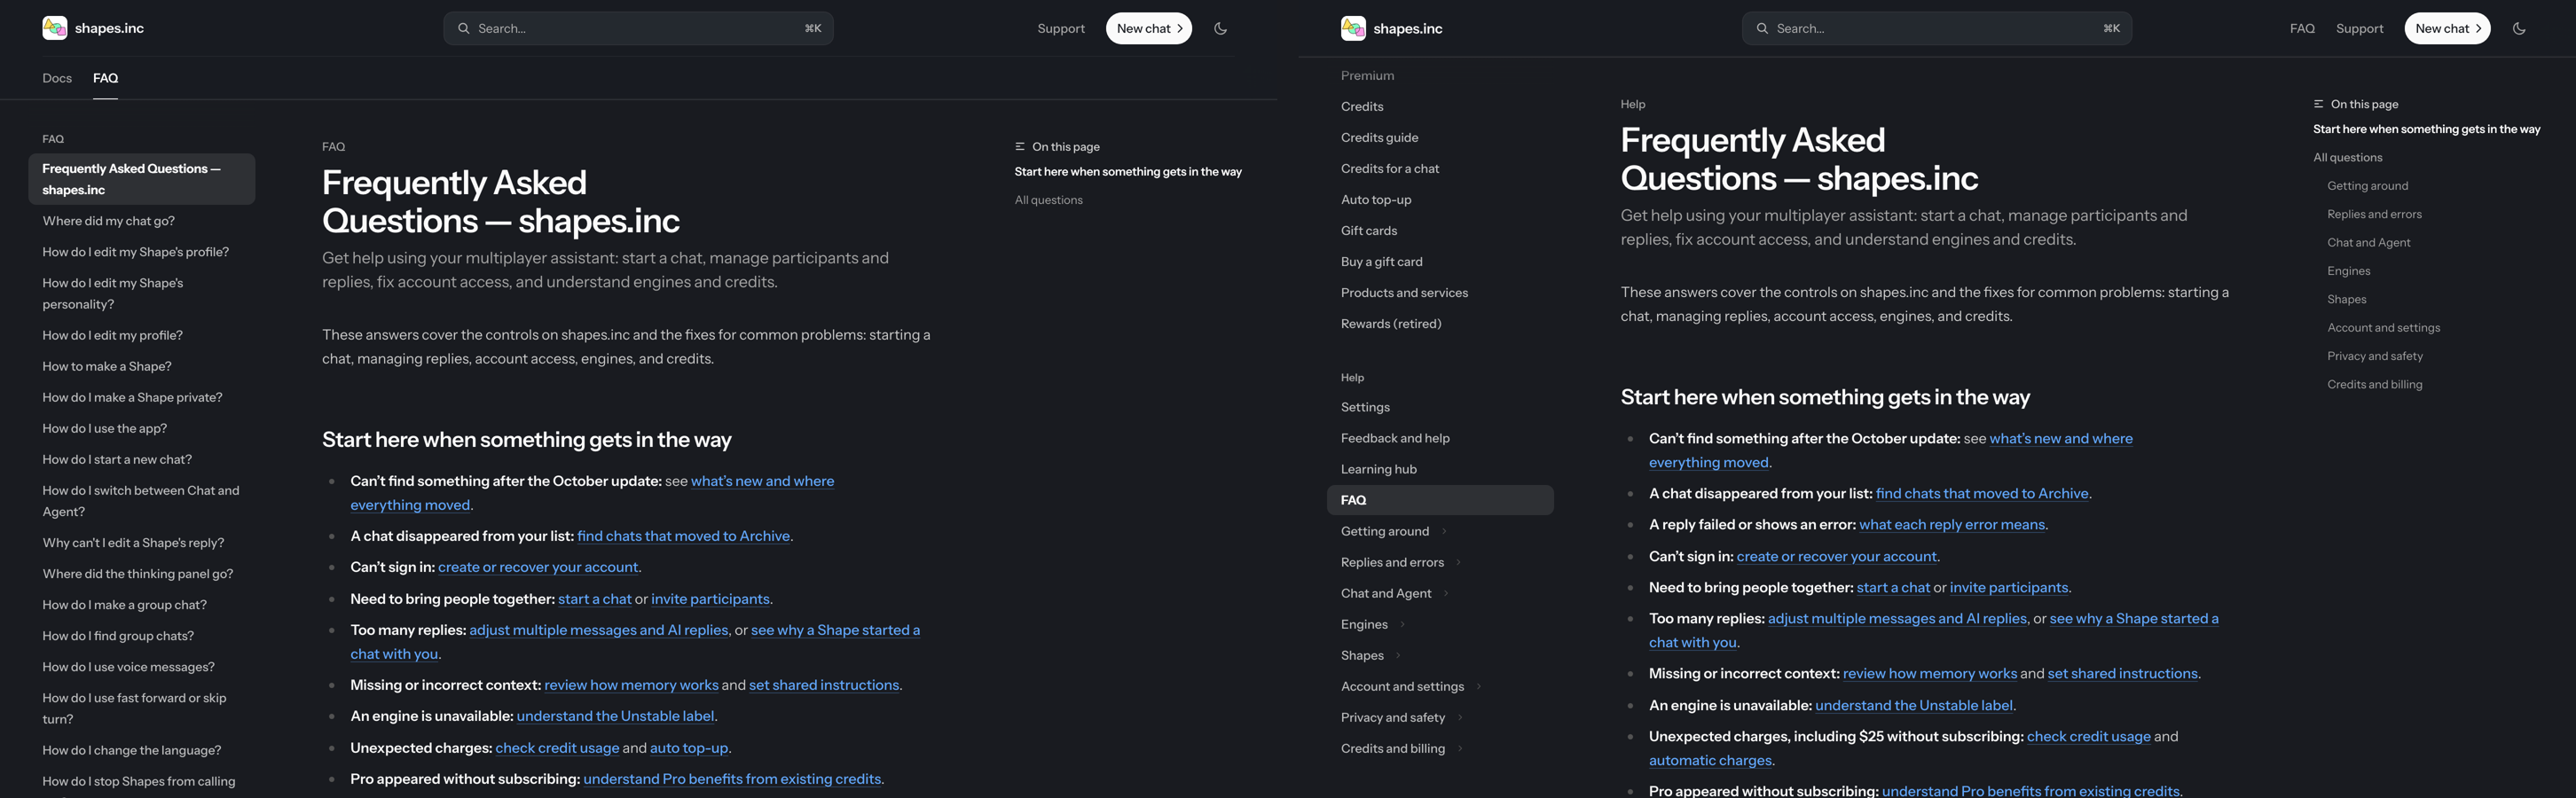 shapes.inc
Search...
⌘K
Support
New chat
Docs
FAQ
FAQ
Frequently Asked Questions —
shapes.inc
Where did my chat go?
How do I edit my Shape's profile?
How do I edit my Shape's
personality?
How do I edit my profile?
How to make a Shape?
How do I make a Shape private?
How do I use the app?
How do I start a new chat?
How do I switch between Chat and
Agent?
Why can't I edit a Shape's reply?
Where did the thinking panel go?
How do I make a group chat?
How do I find group chats?
How do I use voice messages?
How do I use fast forward or skip
turn?
How do I change the language?
How do I stop Shapes from calling
FAQ
Frequently Asked
Questions — shapes.inc
Get help using your multiplayer assistant: start a chat, manage participants and
replies, fix account access, and understand engines and credits.
These answers cover the controls on shapes.inc and the fixes for common problems: starting a
chat, managing replies, account access, engines, and credits.
Start here when something gets in the way
Can't find something after the October update: see what's new and where
everything moved.
A chat disappeared from your list: find chats that moved to Archive.
Can't sign in: create or recover your account.
Need to bring people together: start a chat or invite participants.
Too many replies: adjust multiple messages and AI replies, or see why a Shape started a
chat with you.
Missing or incorrect context: review how memory works and set shared instructions.
An engine is unavailable: understand the Unstable label.
Unexpected charges: check credit usage and auto top-up.
Pro appeared without subscribing: understand Pro benefits from existing credits.
On this page
Start here when something gets in the way
All questions
shapes.inc
Search...
⌘K
FAQ
Support
New chat
Premium
Credits
Credits guide
Credits for a chat
Auto top-up
Gift cards
Buy a gift card
Products and services
Rewards (retired)
Help
Settings
Feedback and help
Learning hub
FAQ
Getting around
Replies and errors
Chat and Agent
Engines
Shapes
Account and settings
Privacy and safety
Credits and billing
Help
Frequently Asked
Questions — shapes.inc
Get help using your multiplayer assistant: start a chat, manage participants and
replies, fix account access, and understand engines and credits.
These answers cover the controls on shapes.inc and the fixes for common problems: starting a
chat, managing replies, account access, engines, and credits.
Start here when something gets in the way
Can't find something after the October update: see what's new and where
everything moved.
A chat disappeared from your list: find chats that moved to Archive.
A reply failed or shows an error: what each reply error means.
Can't sign in: create or recover your account.
Need to bring people together: start a chat or invite participants.
Too many replies: adjust multiple messages and AI replies, or see why a Shape started a
chat with you.
Missing or incorrect context: review how memory works and set shared instructions.
An engine is unavailable: understand the Unstable label.
Unexpected charges, including $25 without subscribing: check credit usage and
automatic charges.
Pro appeared without subscribing: understand Pro benefits from existing credits.
On this page
Start here when something gets in the way
All questions
Getting around
Replies and errors
Chat and Agent
Engines
Shapes
Account and settings
Privacy and safety
Credits and billing